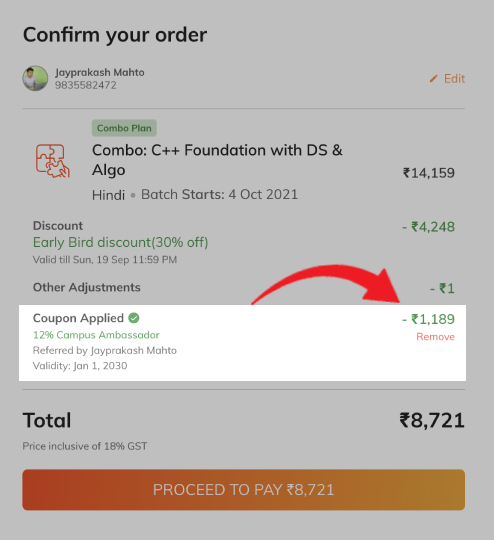 Confirm your order
Jayprakash Mahto
9835582472
Edit
Combo Plan
Combo: C++ Foundation with DS &
Algo
₹14,159
Hindi • Batch Starts: 4 Oct 2021
Discount
- ₹4,248
Early Bird discount(30% off)
Valid till Sun, 19 Sep 11:59 PM
Other Adjustments
- ₹1
Coupon Applied
- ₹1,189
12% Campus Ambassador
Remove
Referred by Jayprakash Mahto
Validity: Jan 1, 2030
Total
₹8,721
Price inclusive of 18% GST
PROCEED TO PAY ₹8,721